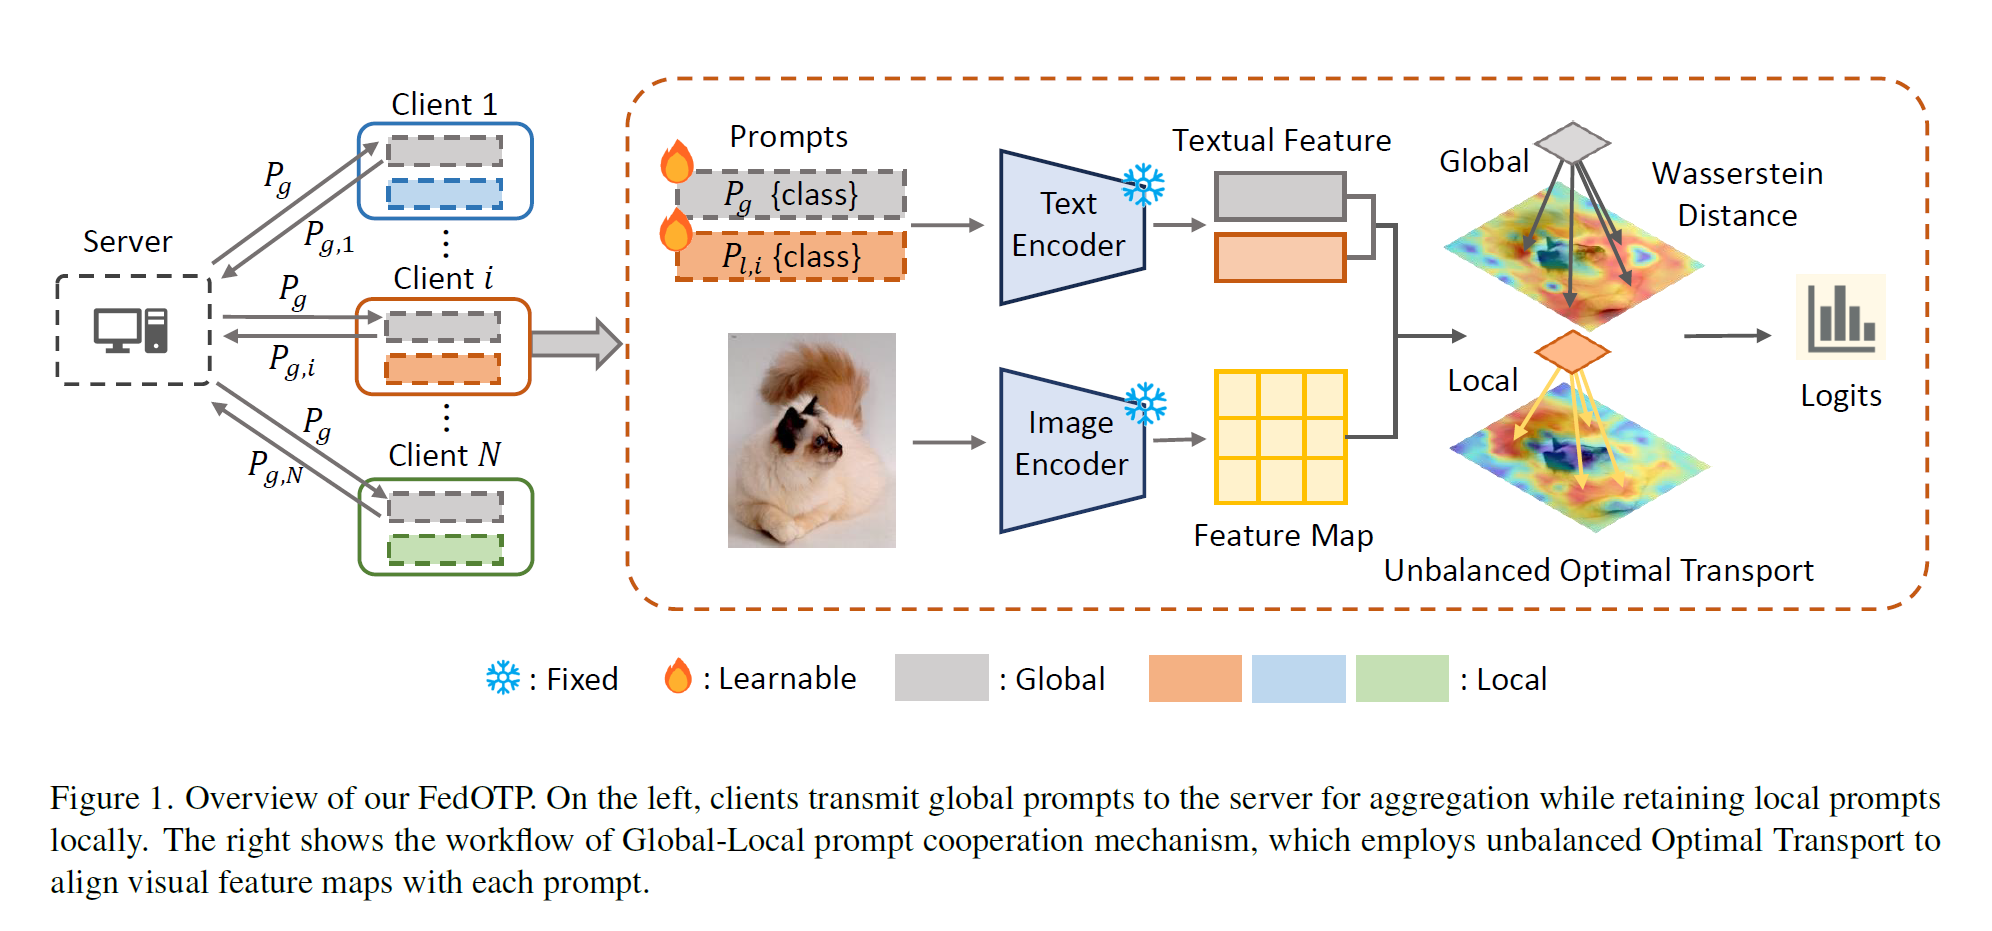 Client 1
P_g
P_{g,1}
Server
Client i
P_g
P_{g,i}
P_g
P_{g,N}
Client N
Prompts
P_g {class}
P_{l,i} {class}
Text
Encoder
Textual Feature
Image
Encoder
Feature Map
Global
Wasserstein
Distance
Local
Unbalanced Optimal Transport
Logits
: Fixed
: Learnable
: Global
: Local
Figure 1. Overview of our FedOTP. On the left, clients transmit global prompts to the server for aggregation while retaining local prompts
locally. The right shows the workflow of Global-Local prompt cooperation mechanism, which employs unbalanced Optimal Transport to
align visual feature maps with each prompt.